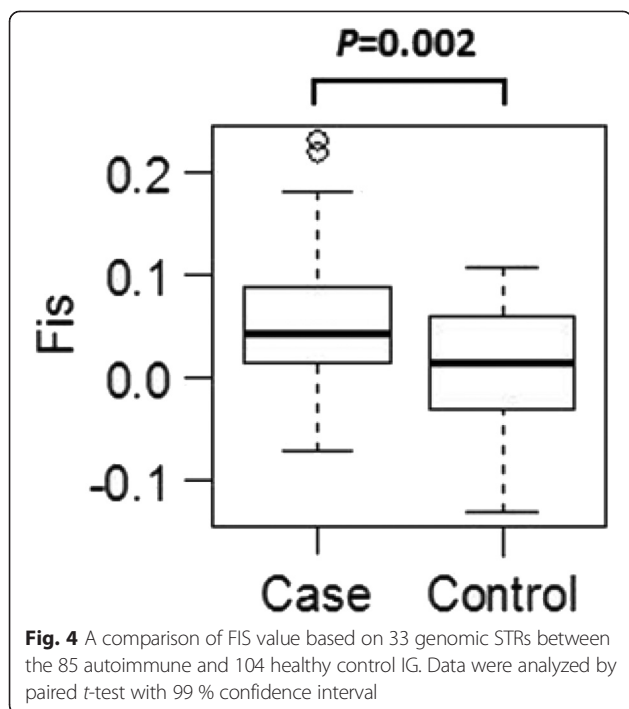 P=0.002
0.2
0.1
0.0
-0.1
Fis
Case Control
Fig. 4 A comparison of FIS value based on 33 genomic STRs between
the 85 autoimmune and 104 healthy control IG. Data were analyzed by
paired t-test with 99 % confidence interval